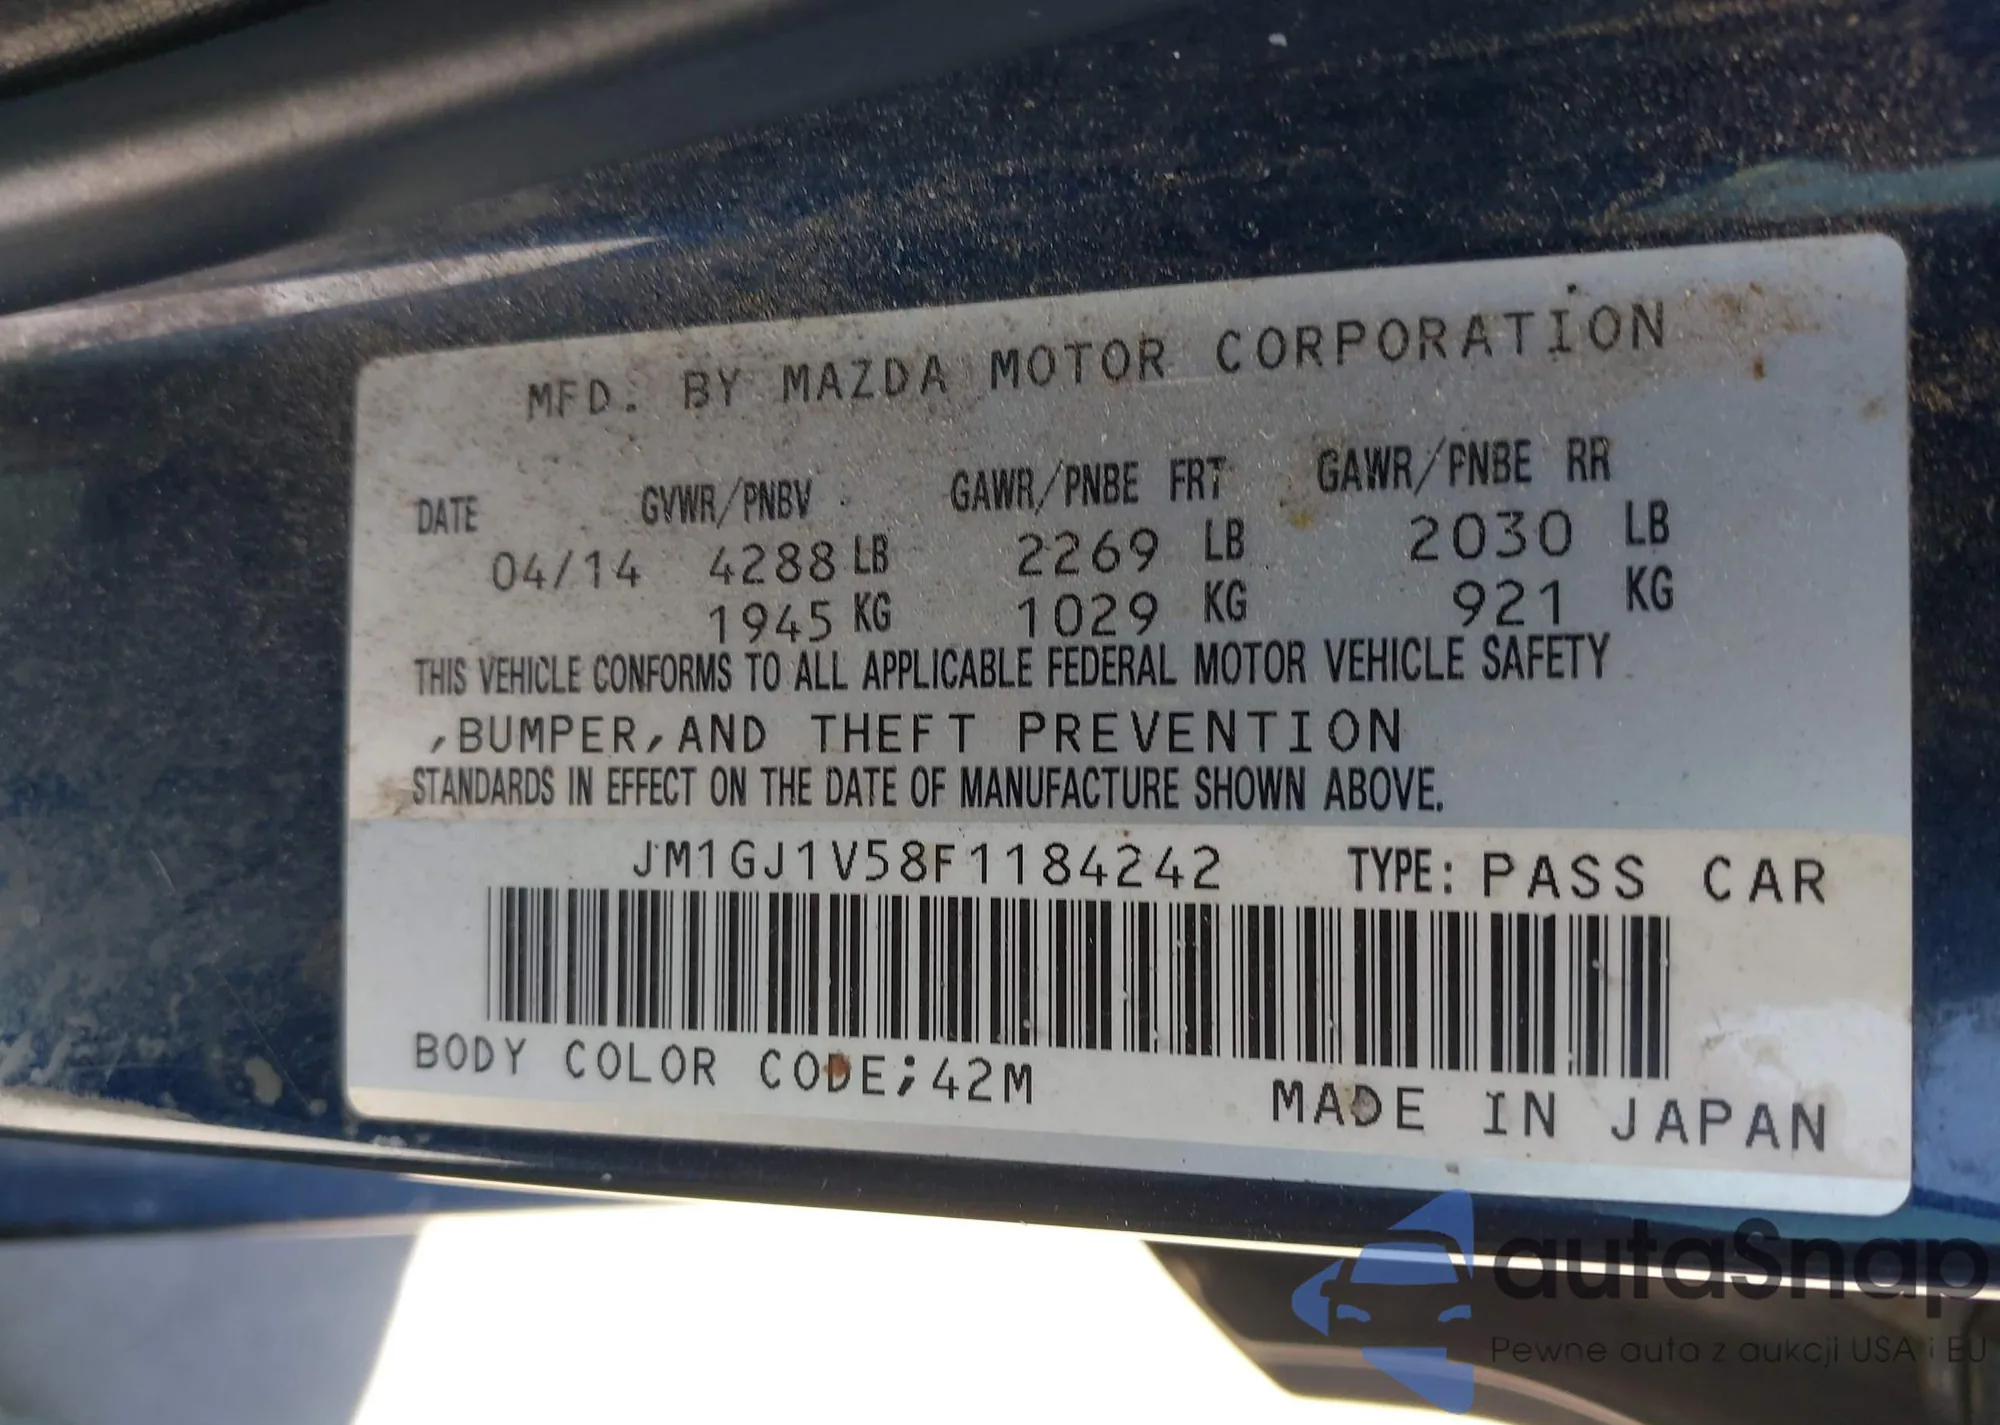 MFD. BY MAZDA MOTOR CORPORATION
DATE GVWR/PNBV GAWR/PNBE FRT GAWR/PNBE RR
04/14 4288 LB 2269 LB 2030 LB
1945 KG 1029 KG 921 KG
THIS VEHICLE CONFORMS TO ALL APPLICABLE FEDERAL MOTOR VEHICLE SAFETY
,BUMPER,AND THEFT PREVENTION
STANDARDS IN EFFECT ON THE DATE OF MANUFACTURE SHOWN ABOVE.
JM1GJ1V58F1184242 TYPE: PASS CAR
BODY COLOR CODE;42M
MADE IN JAPAN
autaSnap
Pewne auta z aukcji USA i EU